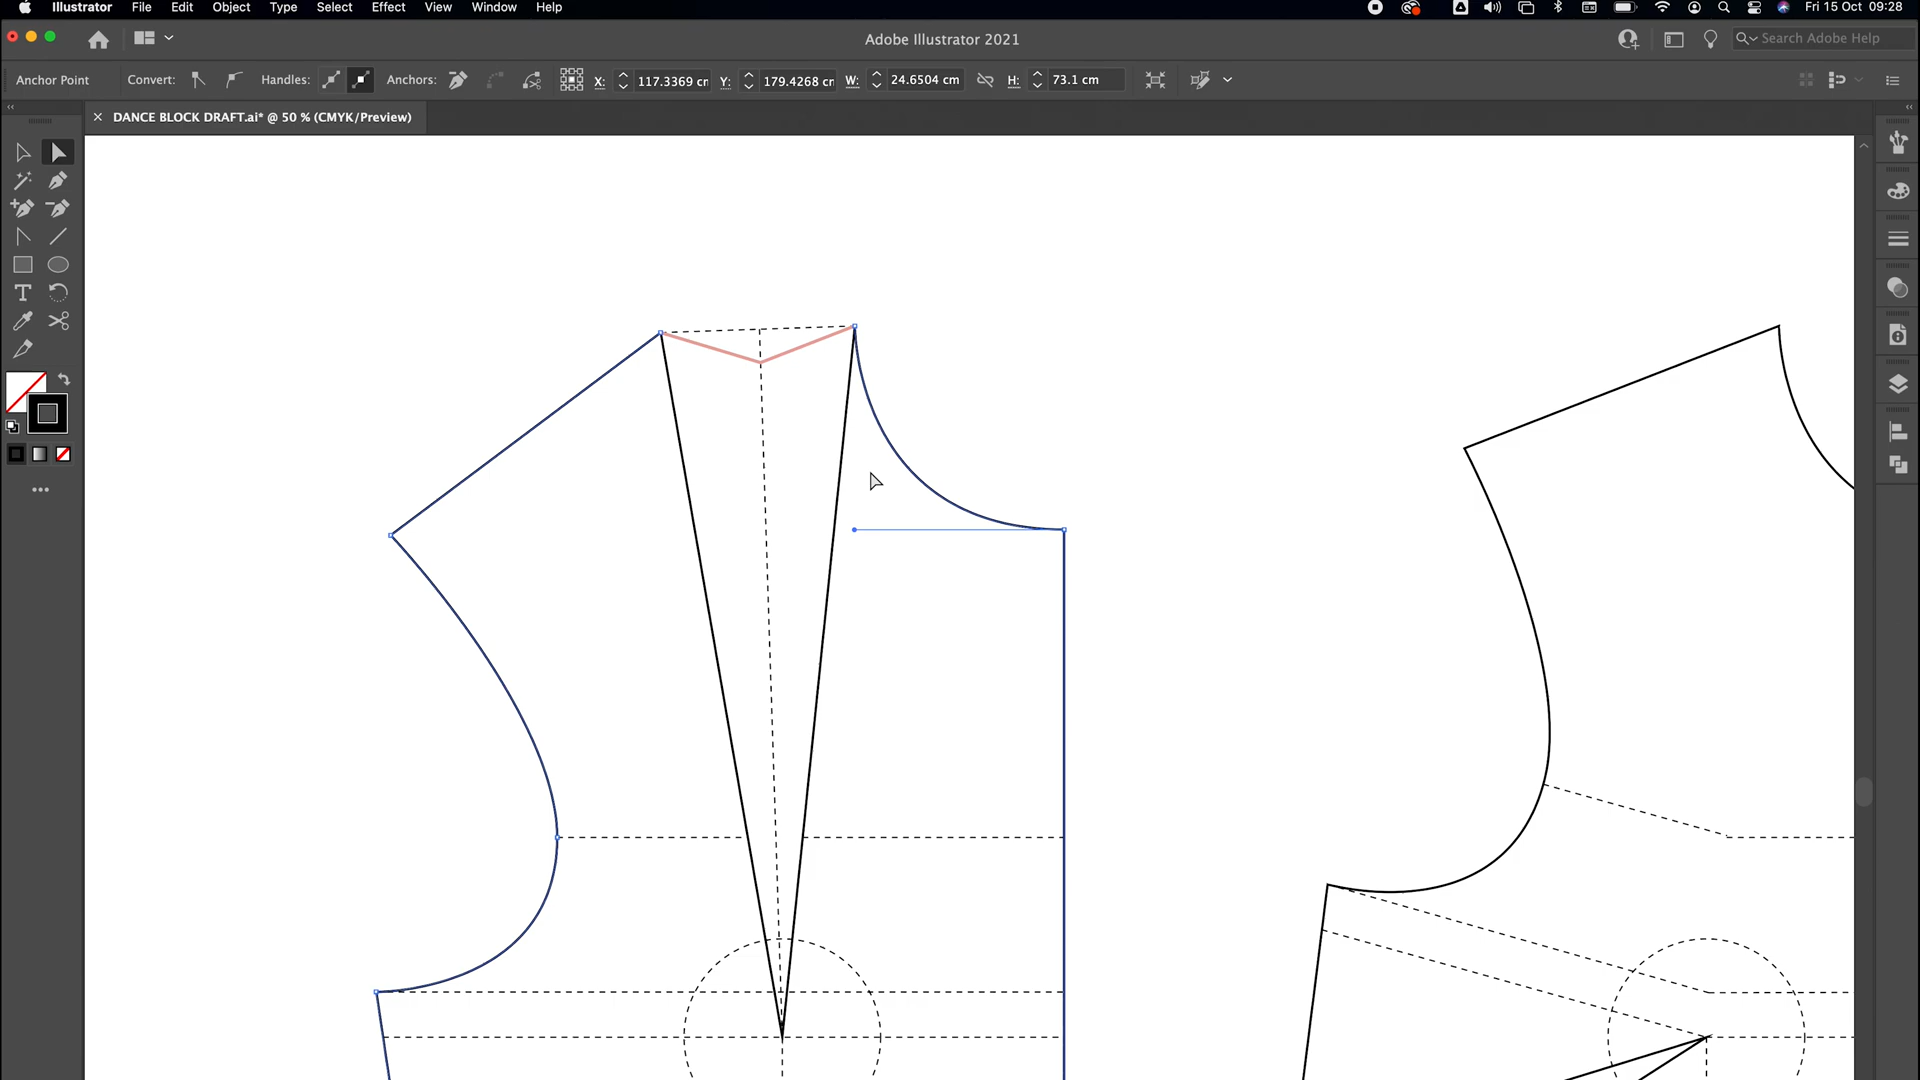 Illustrator File Edit Object Type Select Effect View Window Help Fri 15 Oct 09:28
Adobe Illustrator 2021 Search Adobe Help
Anchor Point Convert: Handles: Anchors: X: 117.3369 cm Y: 179.4268 cm W: 24.6504 cm H: 73.1 cm
× DANCE BLOCK DRAFT.ai* @ 50 % (CMYK/Preview)